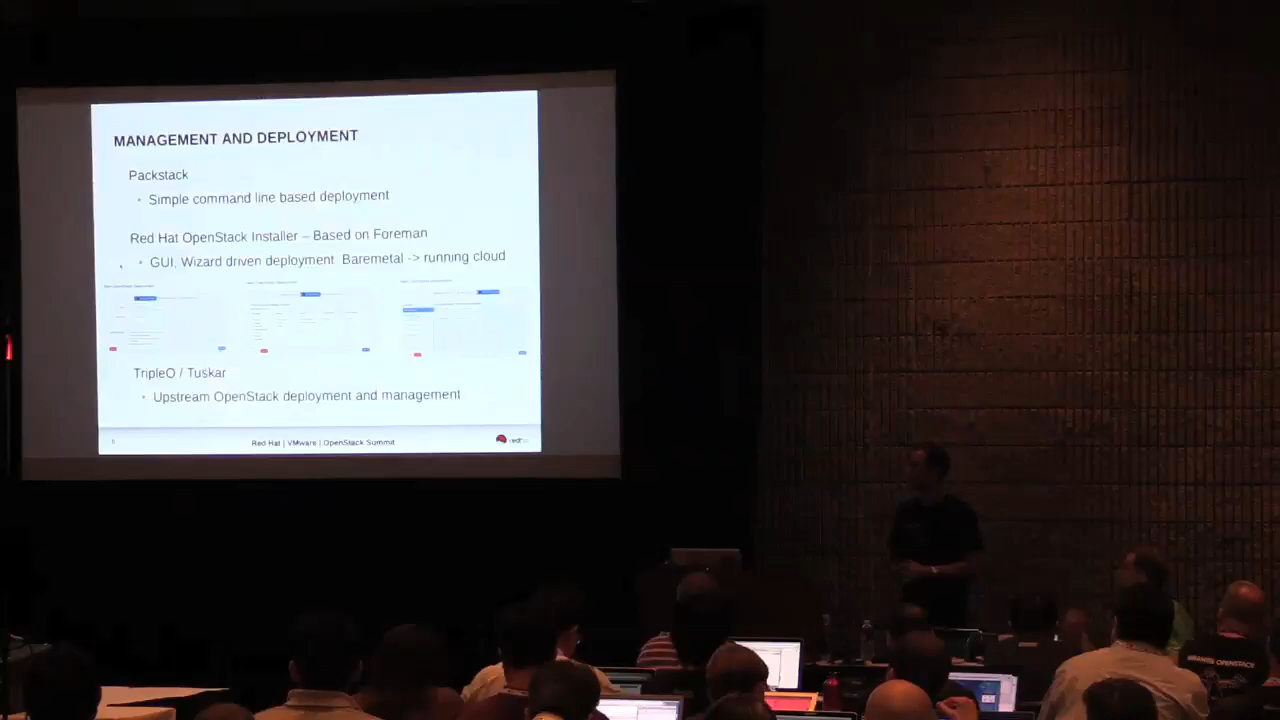 MANAGEMENT AND DEPLOYMENT
Packstack
• Simple command line based deployment
Red Hat OpenStack Installer – Based on Foreman
• GUI, Wizard driven deployment Baremetal -> running cloud
TripleO / Tuskar
• Upstream OpenStack deployment and management
Red Hat | VMware | OpenStack Summit
OPENSTACK